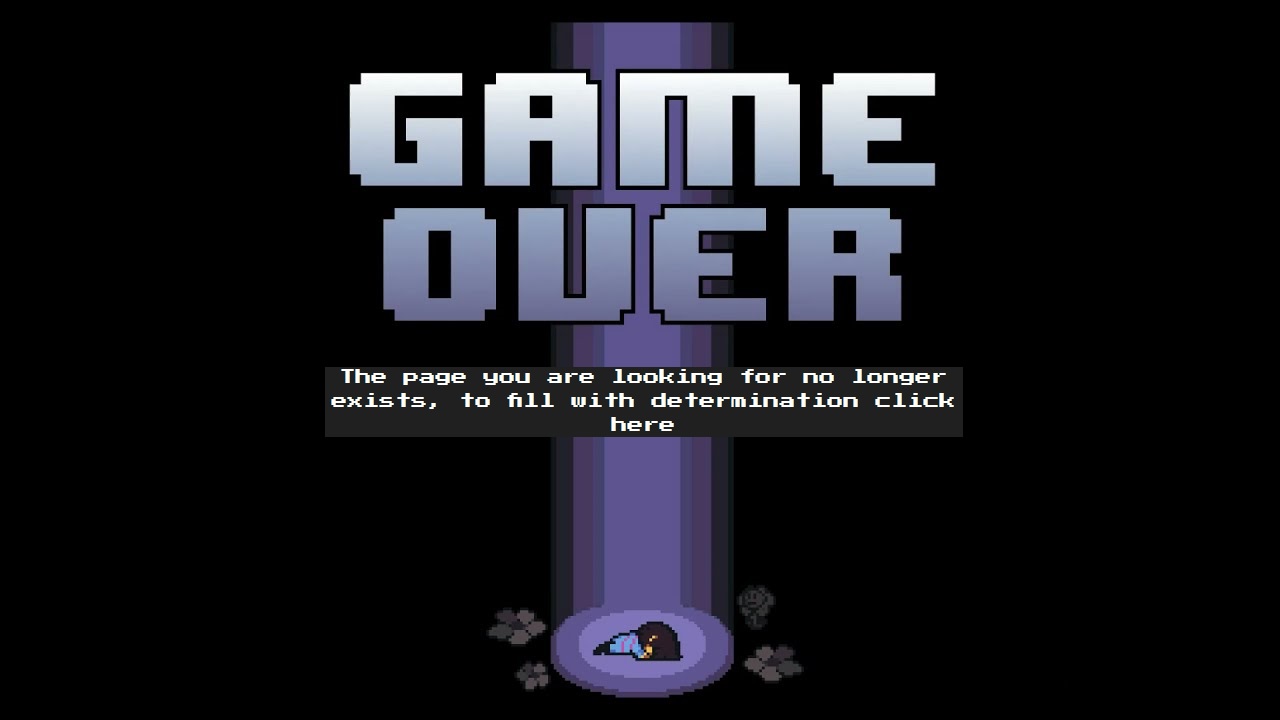 GAME
OVER
The page you are looking for no longer
exists, to fill with determination click
here